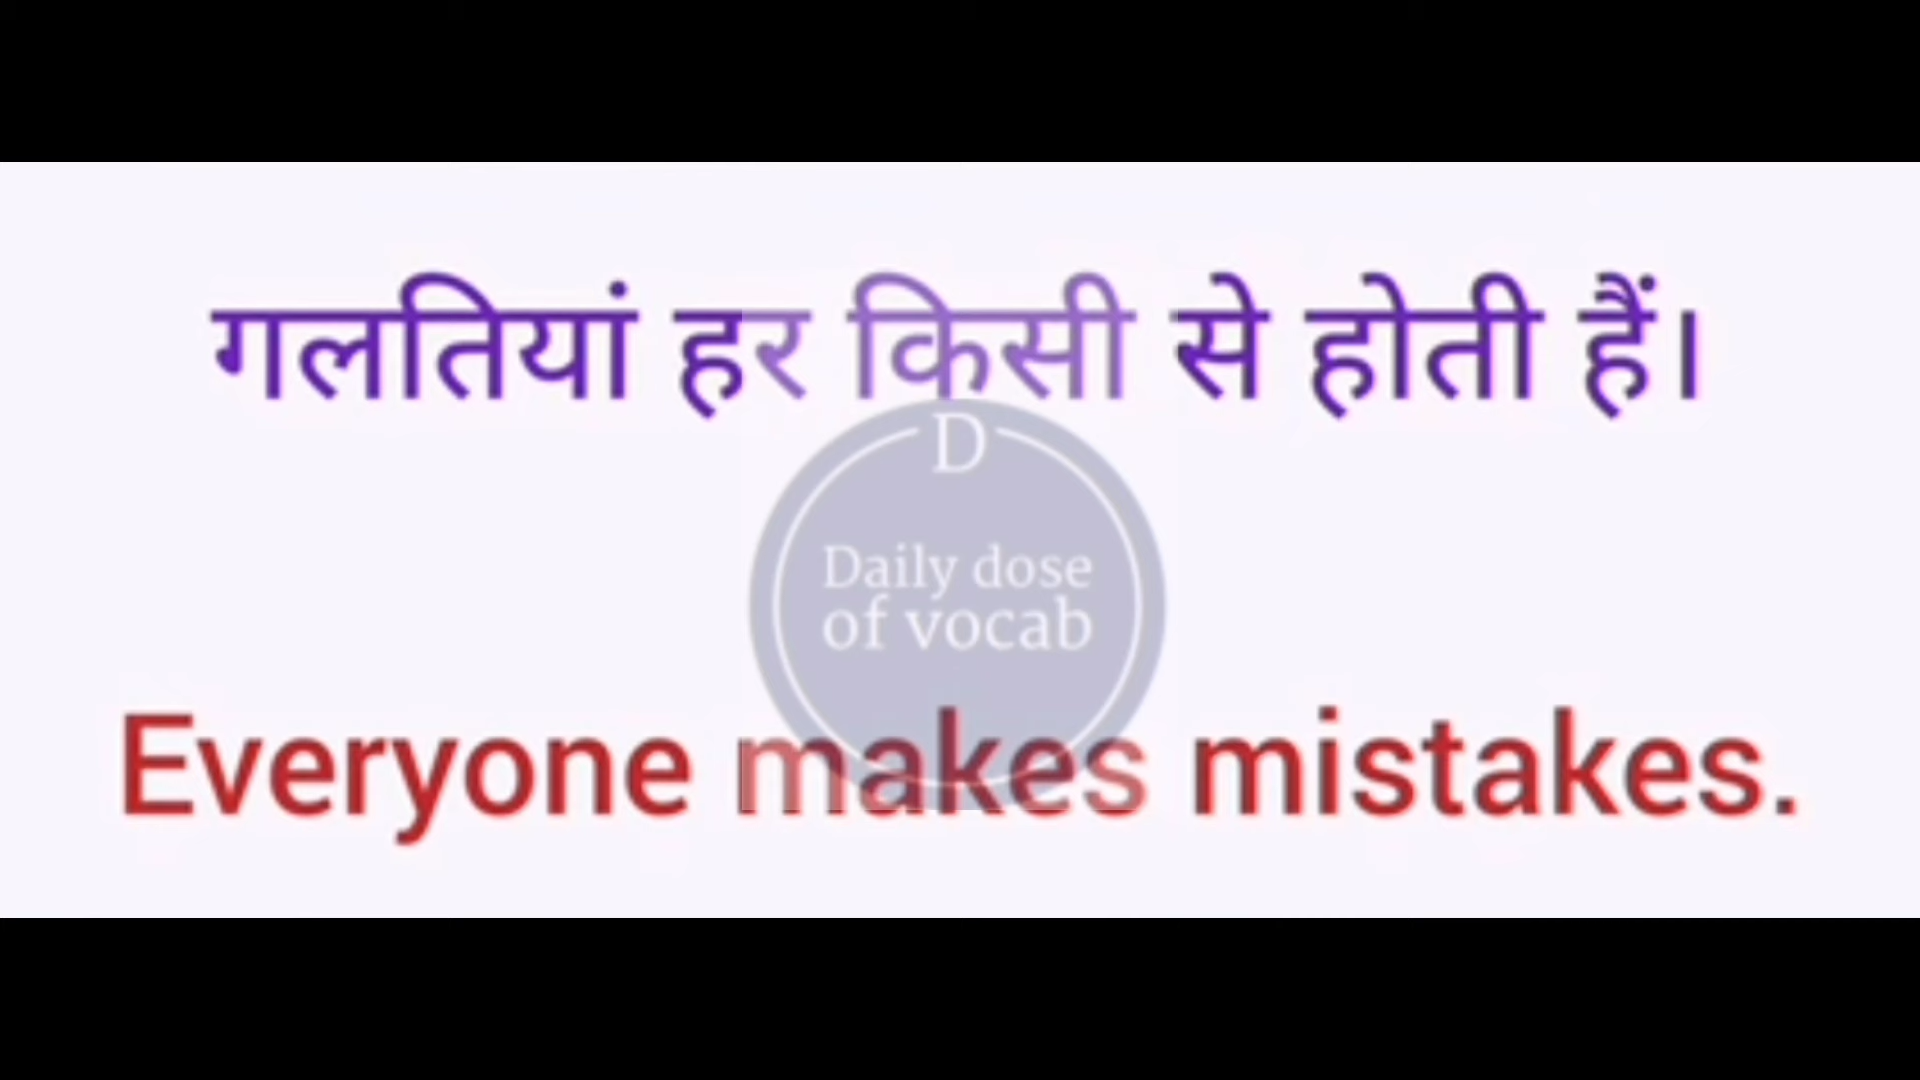 गलतियां हर किसी से होती हैं।
D
Daily dose
of vocab
Everyone makes mistakes.